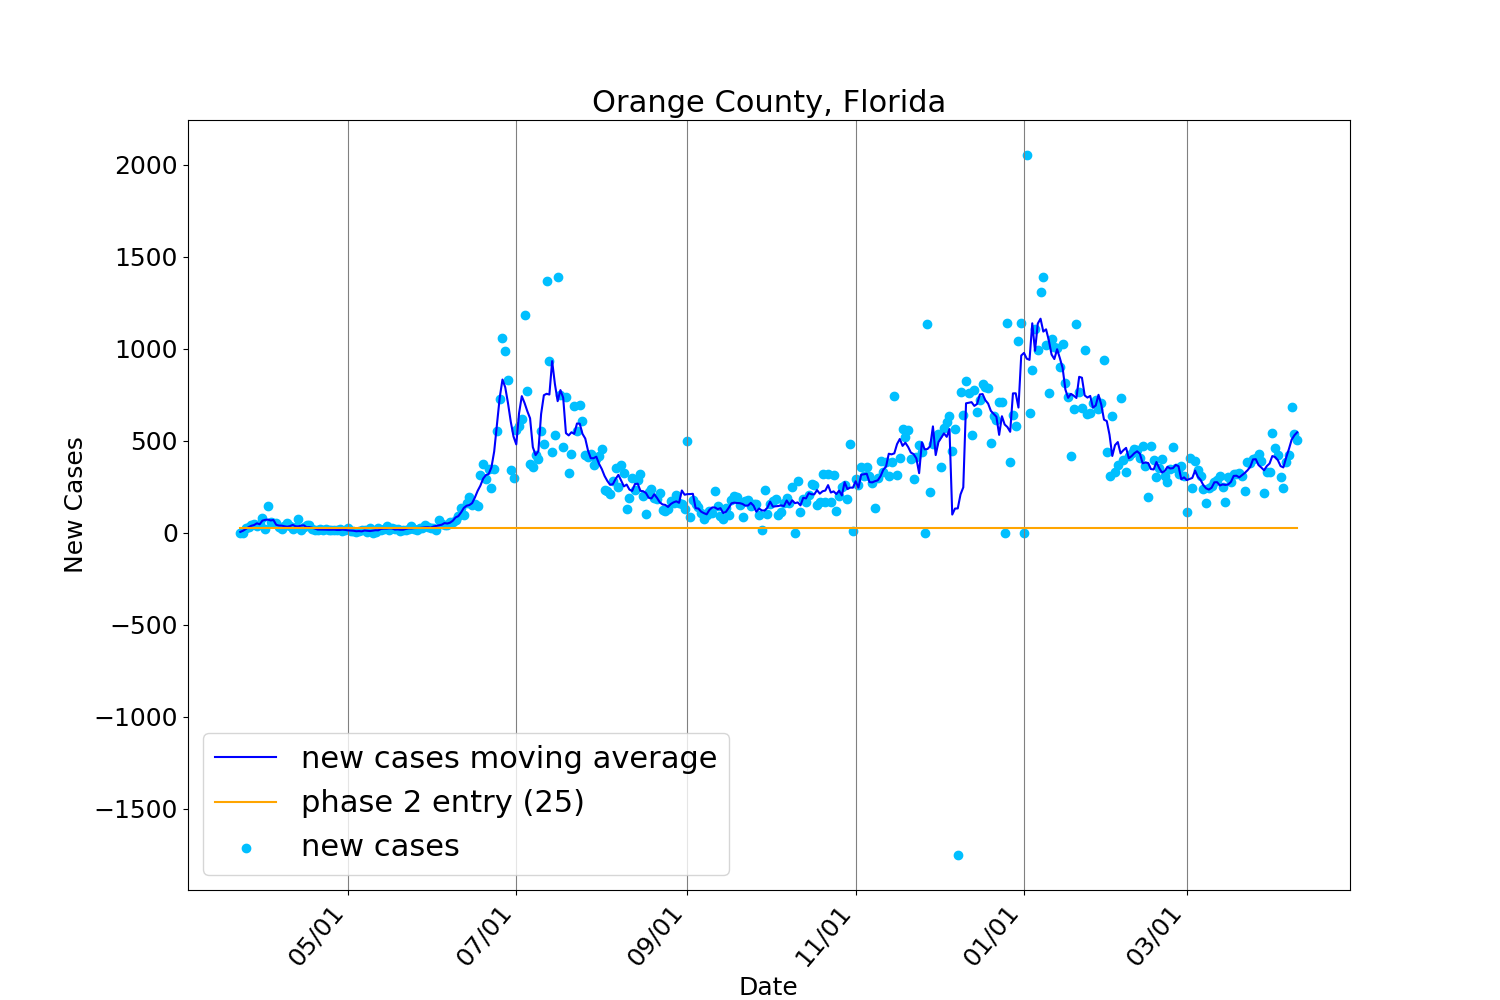 Orange County, Florida
2000
1500
1000
500
0
−500
−1000
−1500
New Cases
new cases moving average
phase 2 entry (25)
new cases
05/01
07/01
09/01
11/01
01/01
03/01
Date